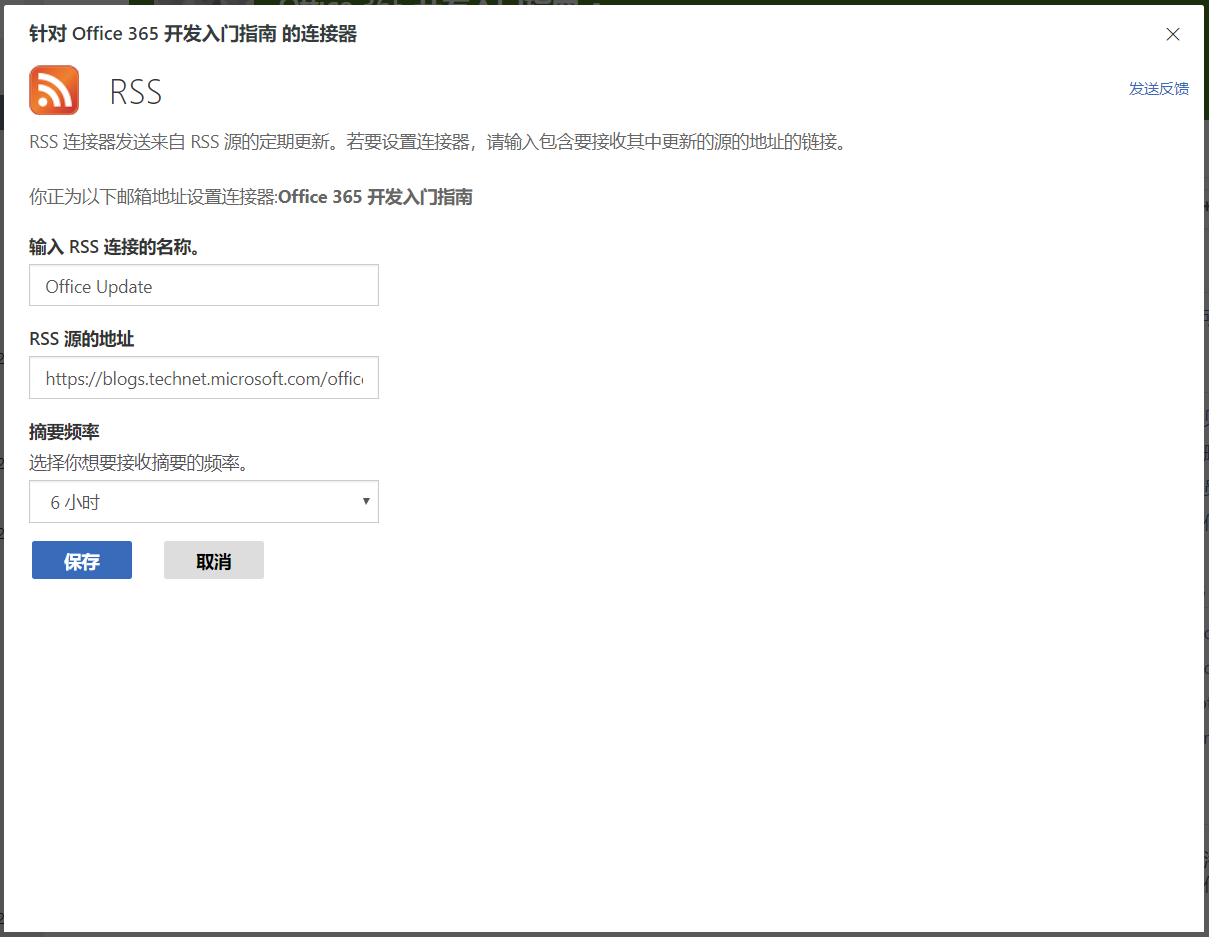 针对 Office 365 开发入门指南 的连接器
RSS
发送反馈
RSS 连接器发送来自 RSS 源的定期更新。若要设置连接器，请输入包含要接收其中更新的源的地址的链接。
你正为以下邮箱地址设置连接器:Office 365 开发入门指南
输入 RSS 连接的名称。
Office Update
RSS 源的地址
https://blogs.technet.microsoft.com/office
摘要频率
选择你想要接收摘要的频率。
6 小时
保存 取消